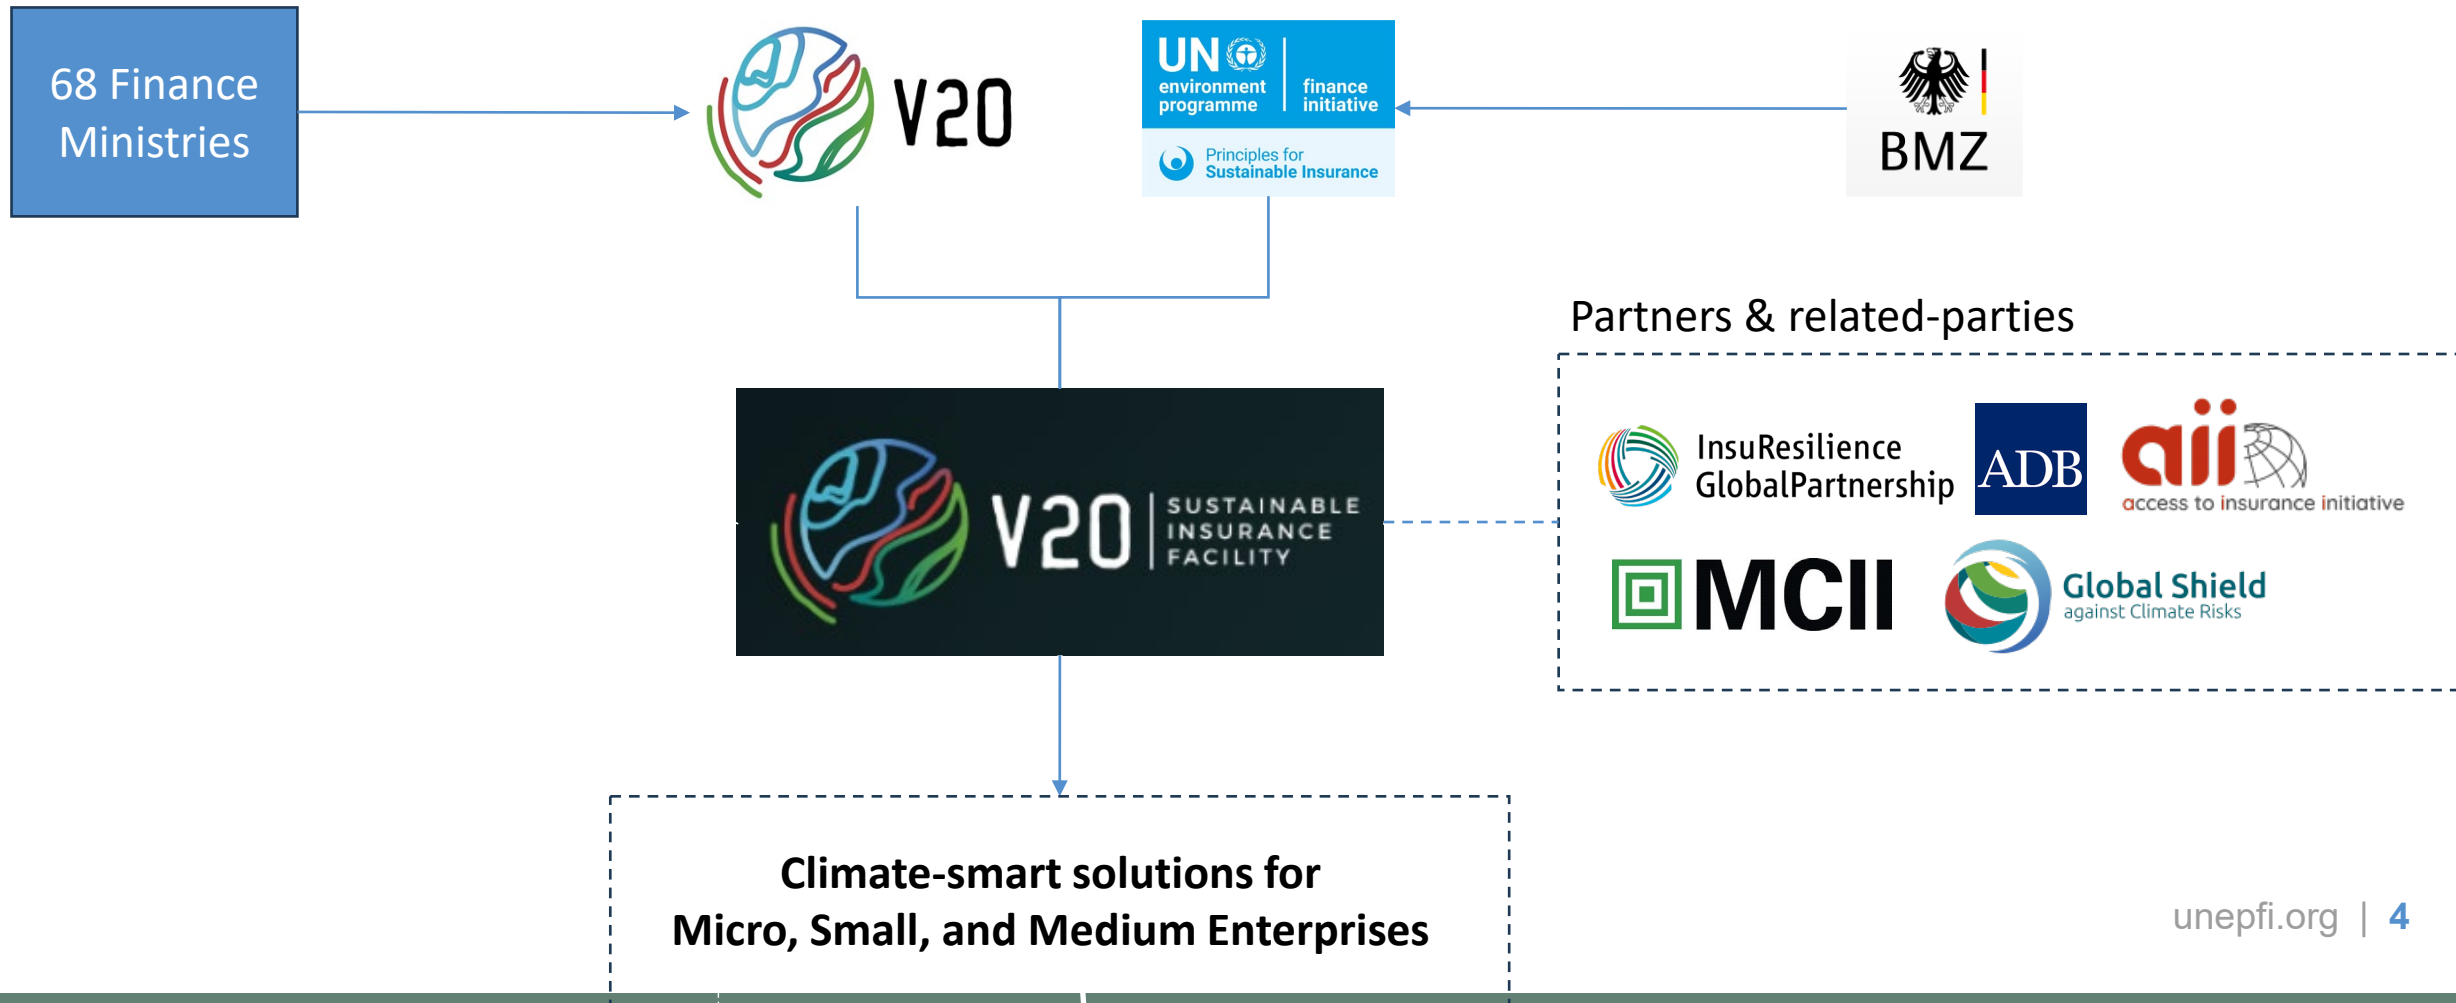 68 Finance
Ministries
V20
UN
environment
programme
finance
initiative
Principles for
Sustainable Insurance
BMZ
Partners & related-parties
InsuResilience
GlobalPartnership
ADB
aii
access to insurance initiative
V20
SUSTAINABLE
INSURANCE
FACILITY
MCII
Global Shield
against Climate Risks
Climate-smart solutions for
Micro, Small, and Medium Enterprises
unepfi.org | 4